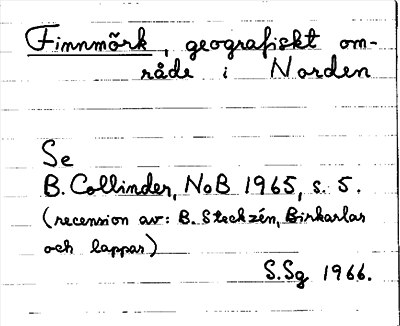 Finnmörk, geografiskt om-
råde i Norden
Se
B. Collinder, NoB 1965, s. 5.
(recension av: B. Steckzén, Birkarlar
och lappar)
S.Sg 1966.